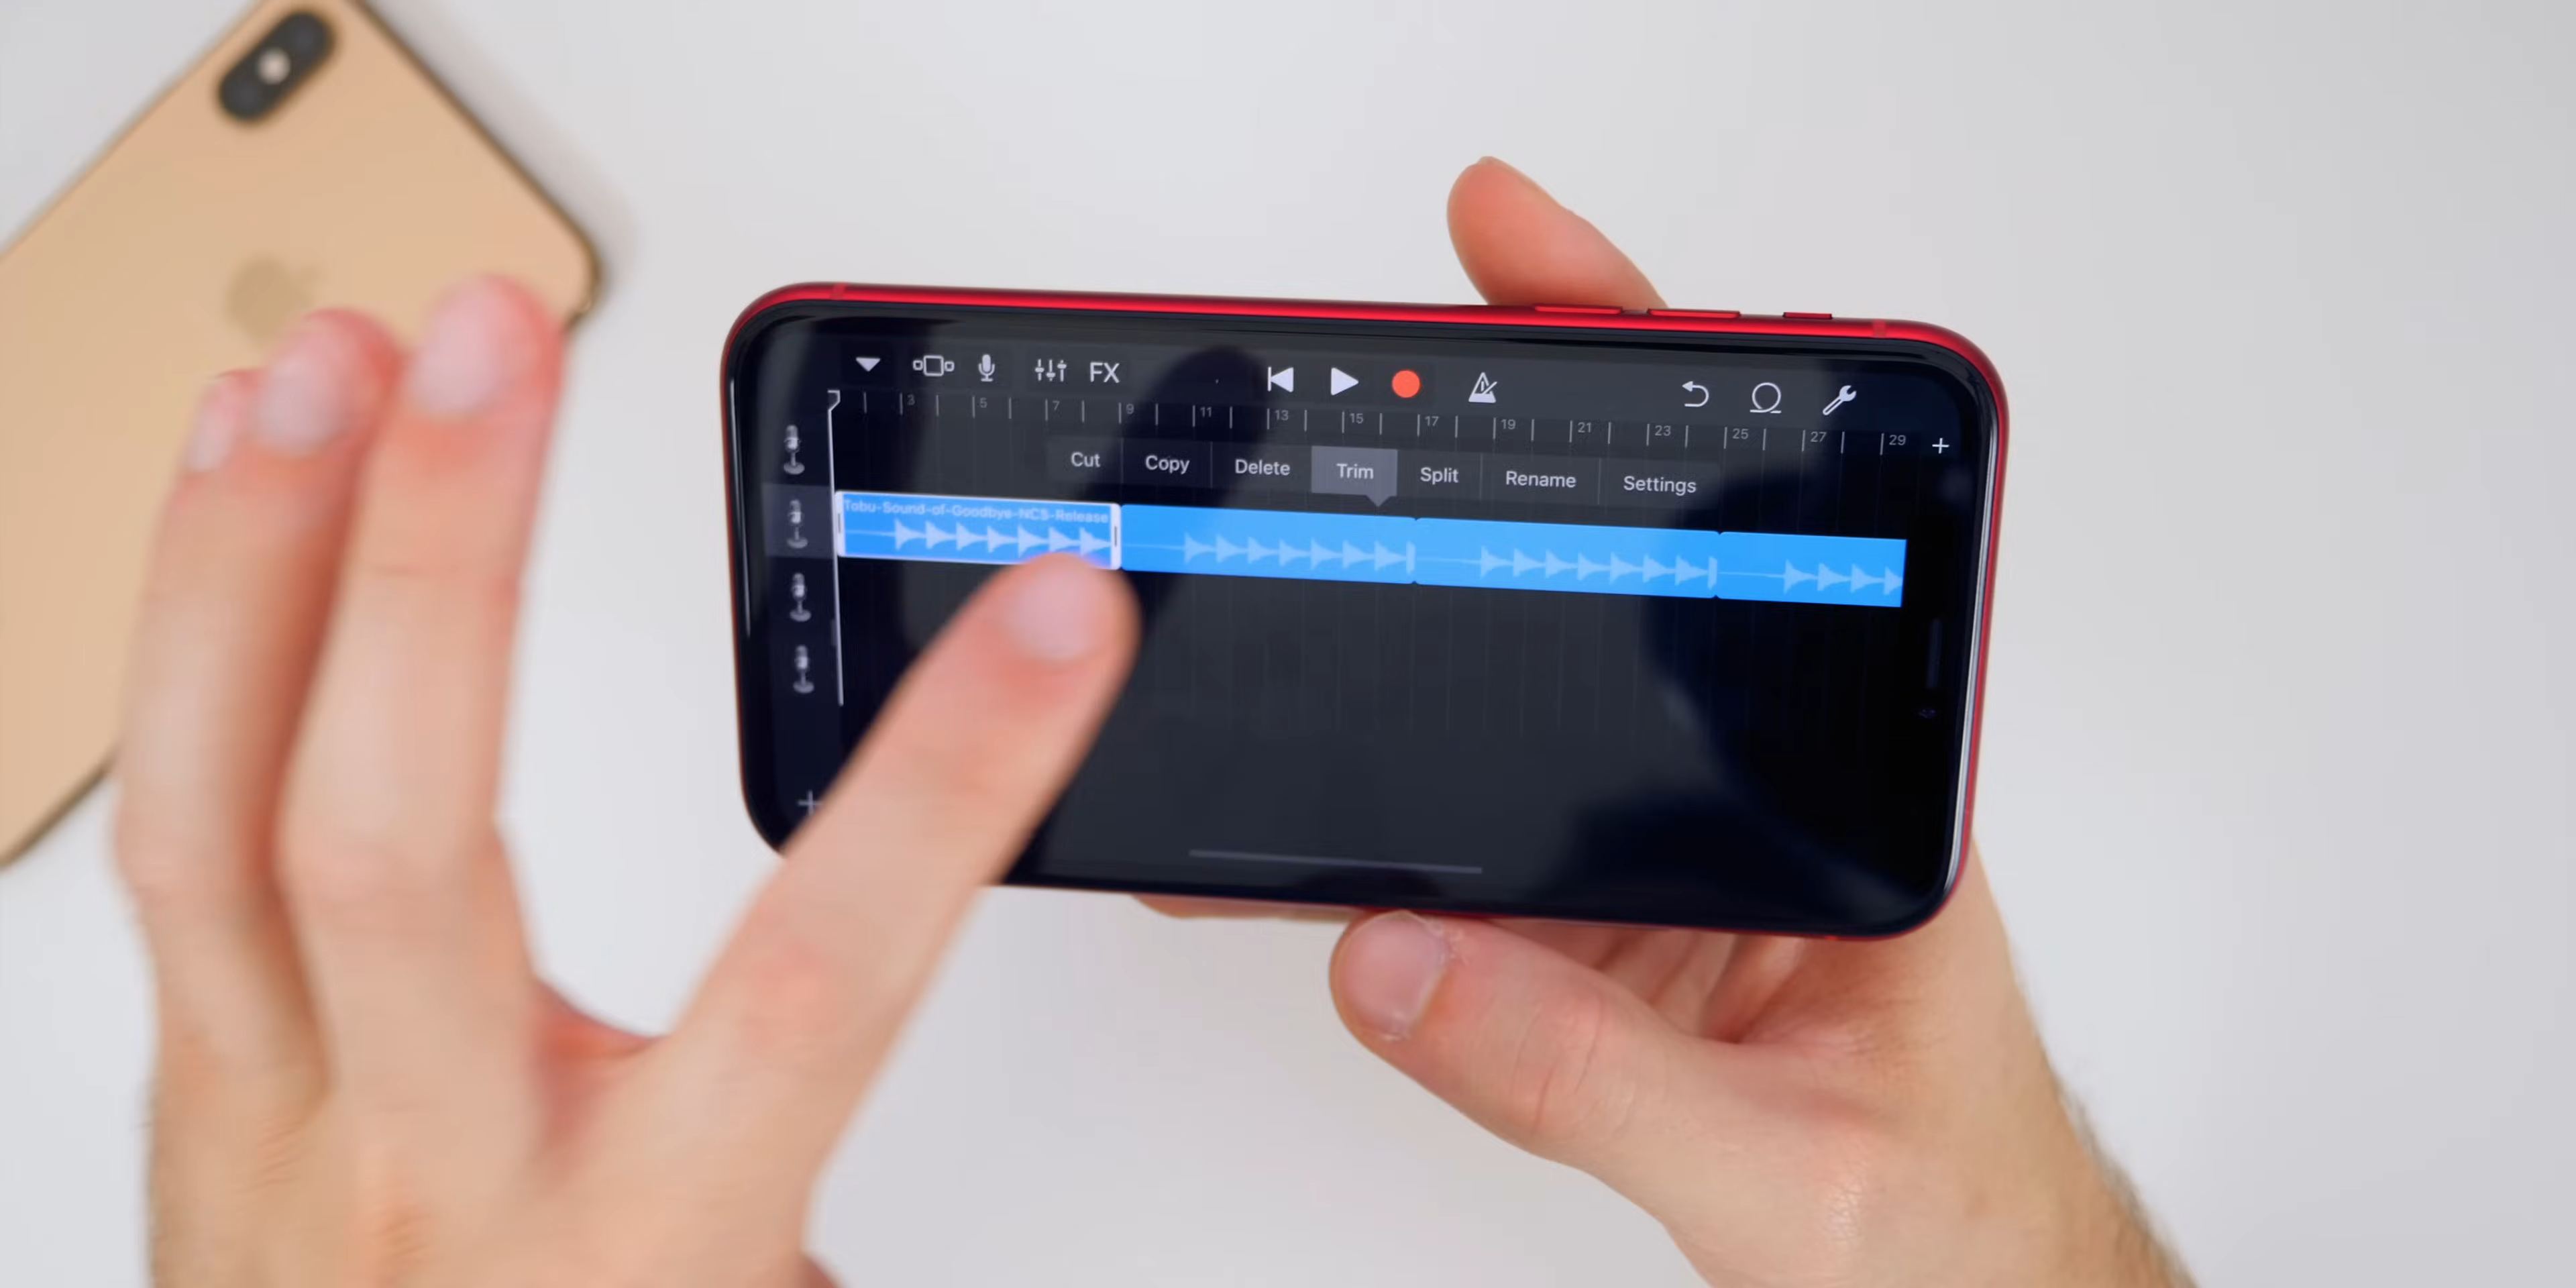 FX
3 5 7 9 11 13 15 17 19 21 23 25 27 29
Cut Copy Delete Trim Split Rename Settings
Tobu-Sound-of-Goodbye-NCS-Release